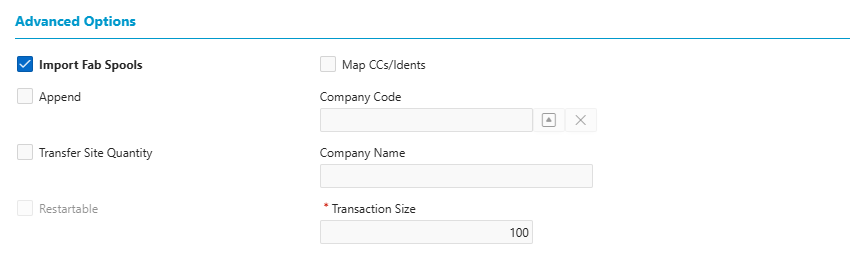 Advanced Options
Import Fab Spools
Map CCs/Idents
Append
Company Code
Transfer Site Quantity
Company Name
Restartable
* Transaction Size
100